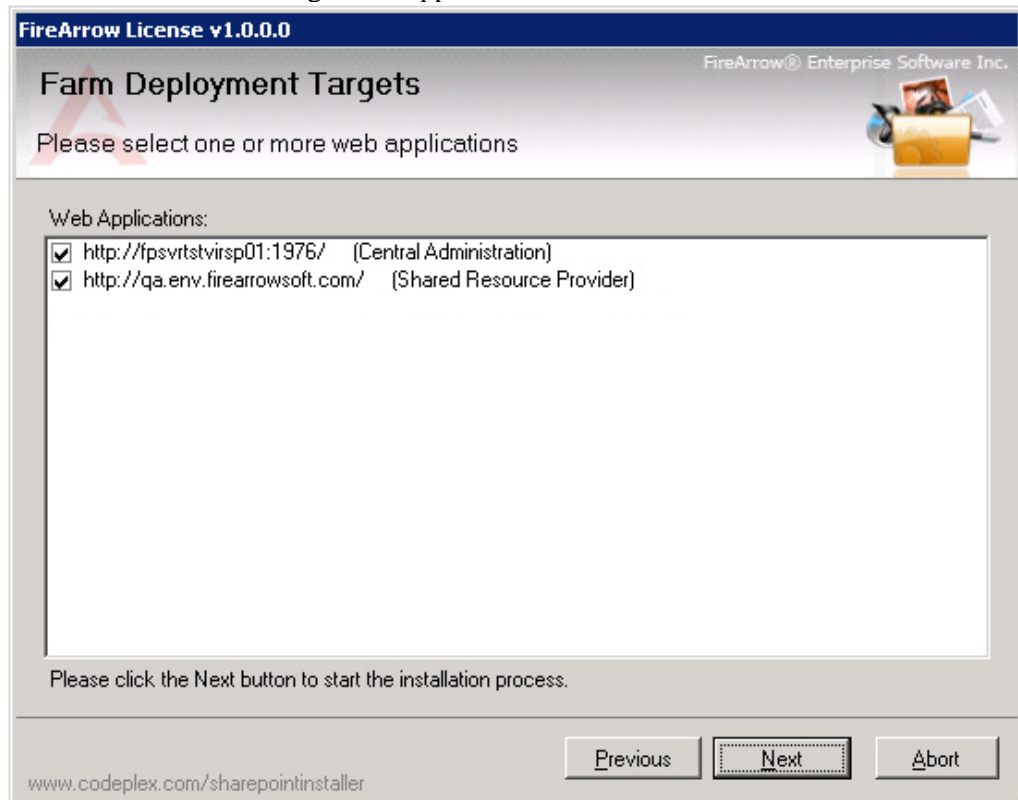 FireArrow License v1.0.0.0
FireArrow® Enterprise Software Inc.
Farm Deployment Targets
Please select one or more web applications
Web Applications:
http://fpsvrtstvirsp01:1976/ (Central Administration)
http://qa.env.firearrowsoft.com/ (Shared Resource Provider)
Please click the Next button to start the installation process.
Previous Next Abort
www.codeplex.com/sharepointinstaller